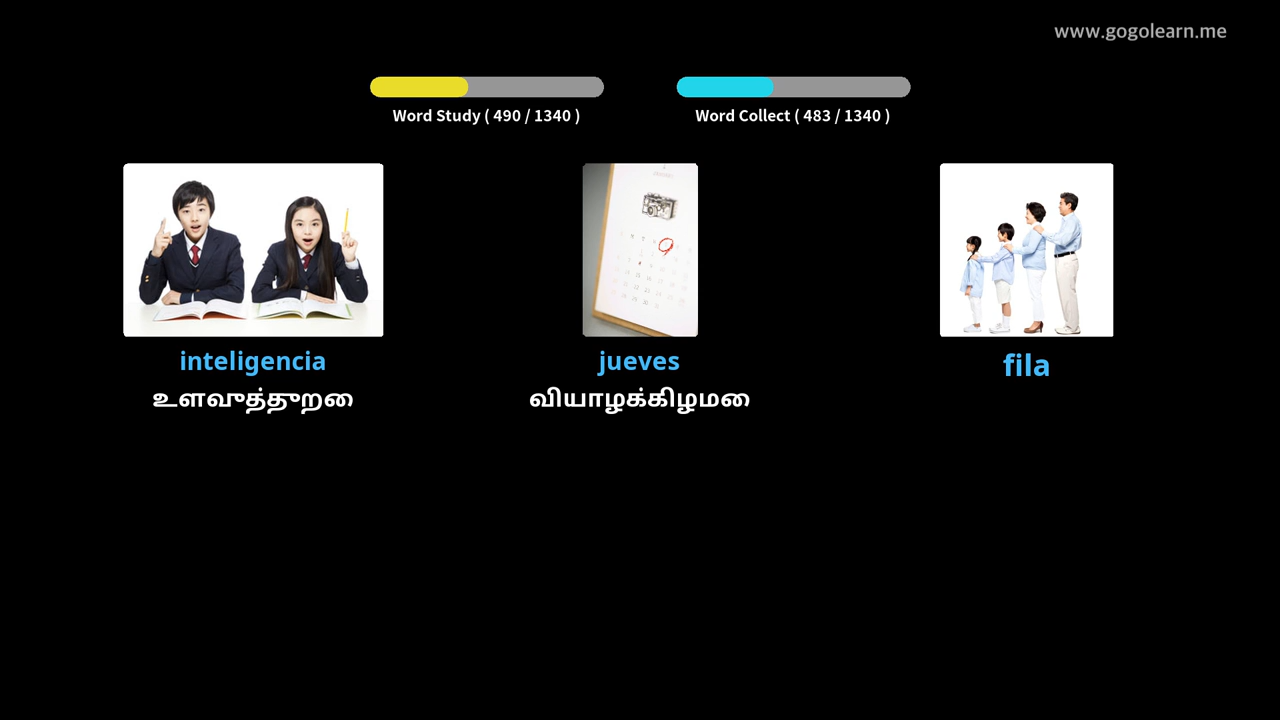 www.gogolearn.me
Word Study ( 490 / 1340 )
Word Collect ( 483 / 1340 )
inteligencia
jueves
fila
உளவுத்துறை
வியாழக்கிழமை